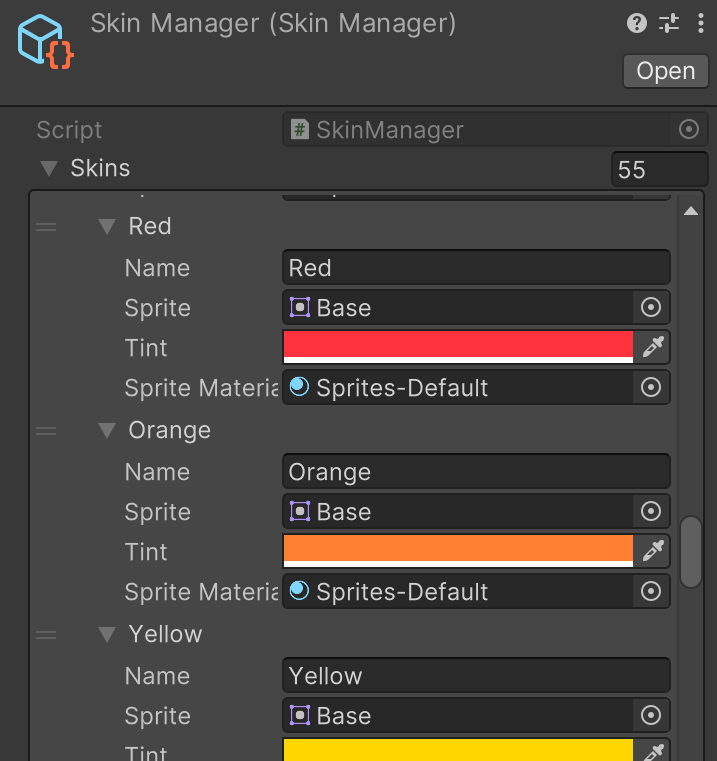 Skin Manager (Skin Manager)
Open
Script
SkinManager
Skins
55
Red
Name
Red
Sprite
Base
Tint
Sprite Materia
Sprites-Default
Orange
Name
Orange
Sprite
Base
Tint
Sprite Materia
Sprites-Default
Yellow
Name
Yellow
Sprite
Base
Tint